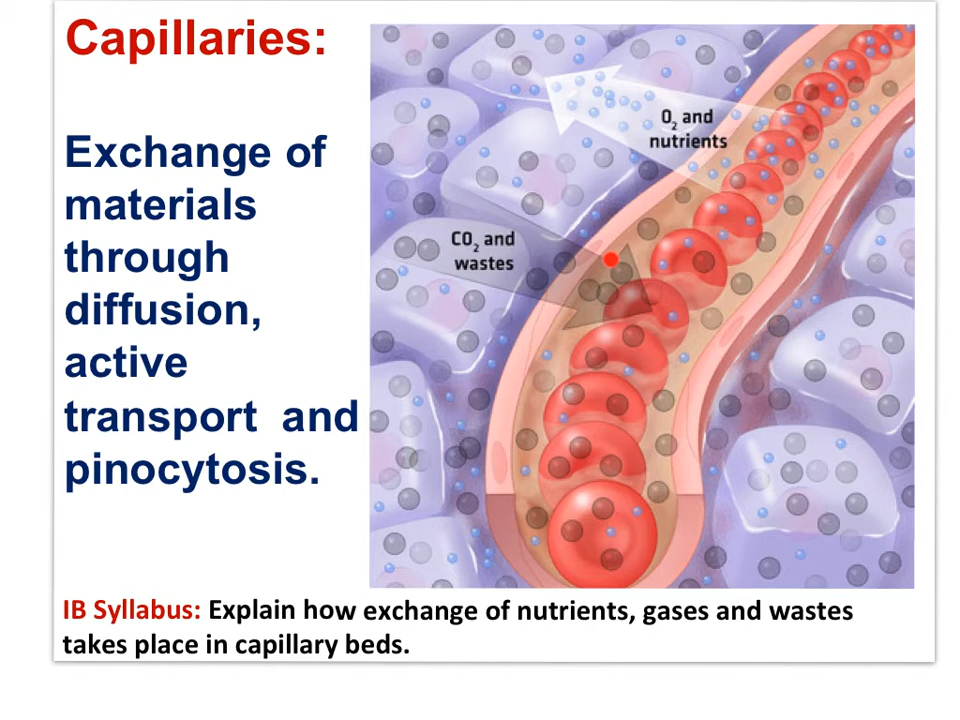 Capillaries:
Exchange of
materials
through
diffusion,
active
transport and
pinocytosis.
O₂ and
nutrients
CO₂ and
wastes
IB Syllabus: Explain how exchange of nutrients, gases and wastes
takes place in capillary beds.